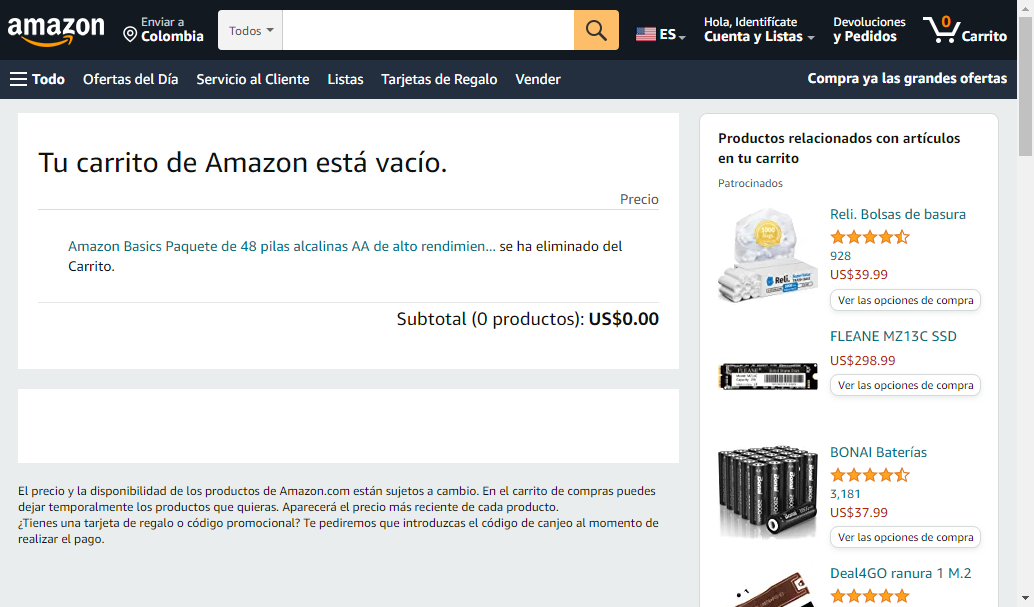 amazon
Enviar a
Colombia
Todos
ES
Hola, Identifícate
Cuenta y Listas
Devoluciones
y Pedidos
0
Carrito
Todo
Ofertas del Día
Servicio al Cliente
Listas
Tarjetas de Regalo
Vender
Compra ya las grandes ofertas
Tu carrito de Amazon está vacío.
Precio
Amazon Basics Paquete de 48 pilas alcalinas AA de alto rendimien... se ha eliminado del
Carrito.
Subtotal (0 productos): US$0.00
El precio y la disponibilidad de los productos de Amazon.com están sujetos a cambio. En el carrito de compras puedes
dejar temporalmente los productos que quieras. Aparecerá el precio más reciente de cada producto.
¿Tienes una tarjeta de regalo o código promocional? Te pediremos que introduzcas el código de canjeo al momento de
realizar el pago.
Productos relacionados con artículos
en tu carrito
Patrocinados
Reli.
Reli. Bolsas de basura
928
US$39.99
Ver las opciones de compra
FLEANE MZ13C SSD
US$298.99
Ver las opciones de compra
BONAI Baterías
3,181
US$37.99
Ver las opciones de compra
Deal4GO ranura 1 M.2